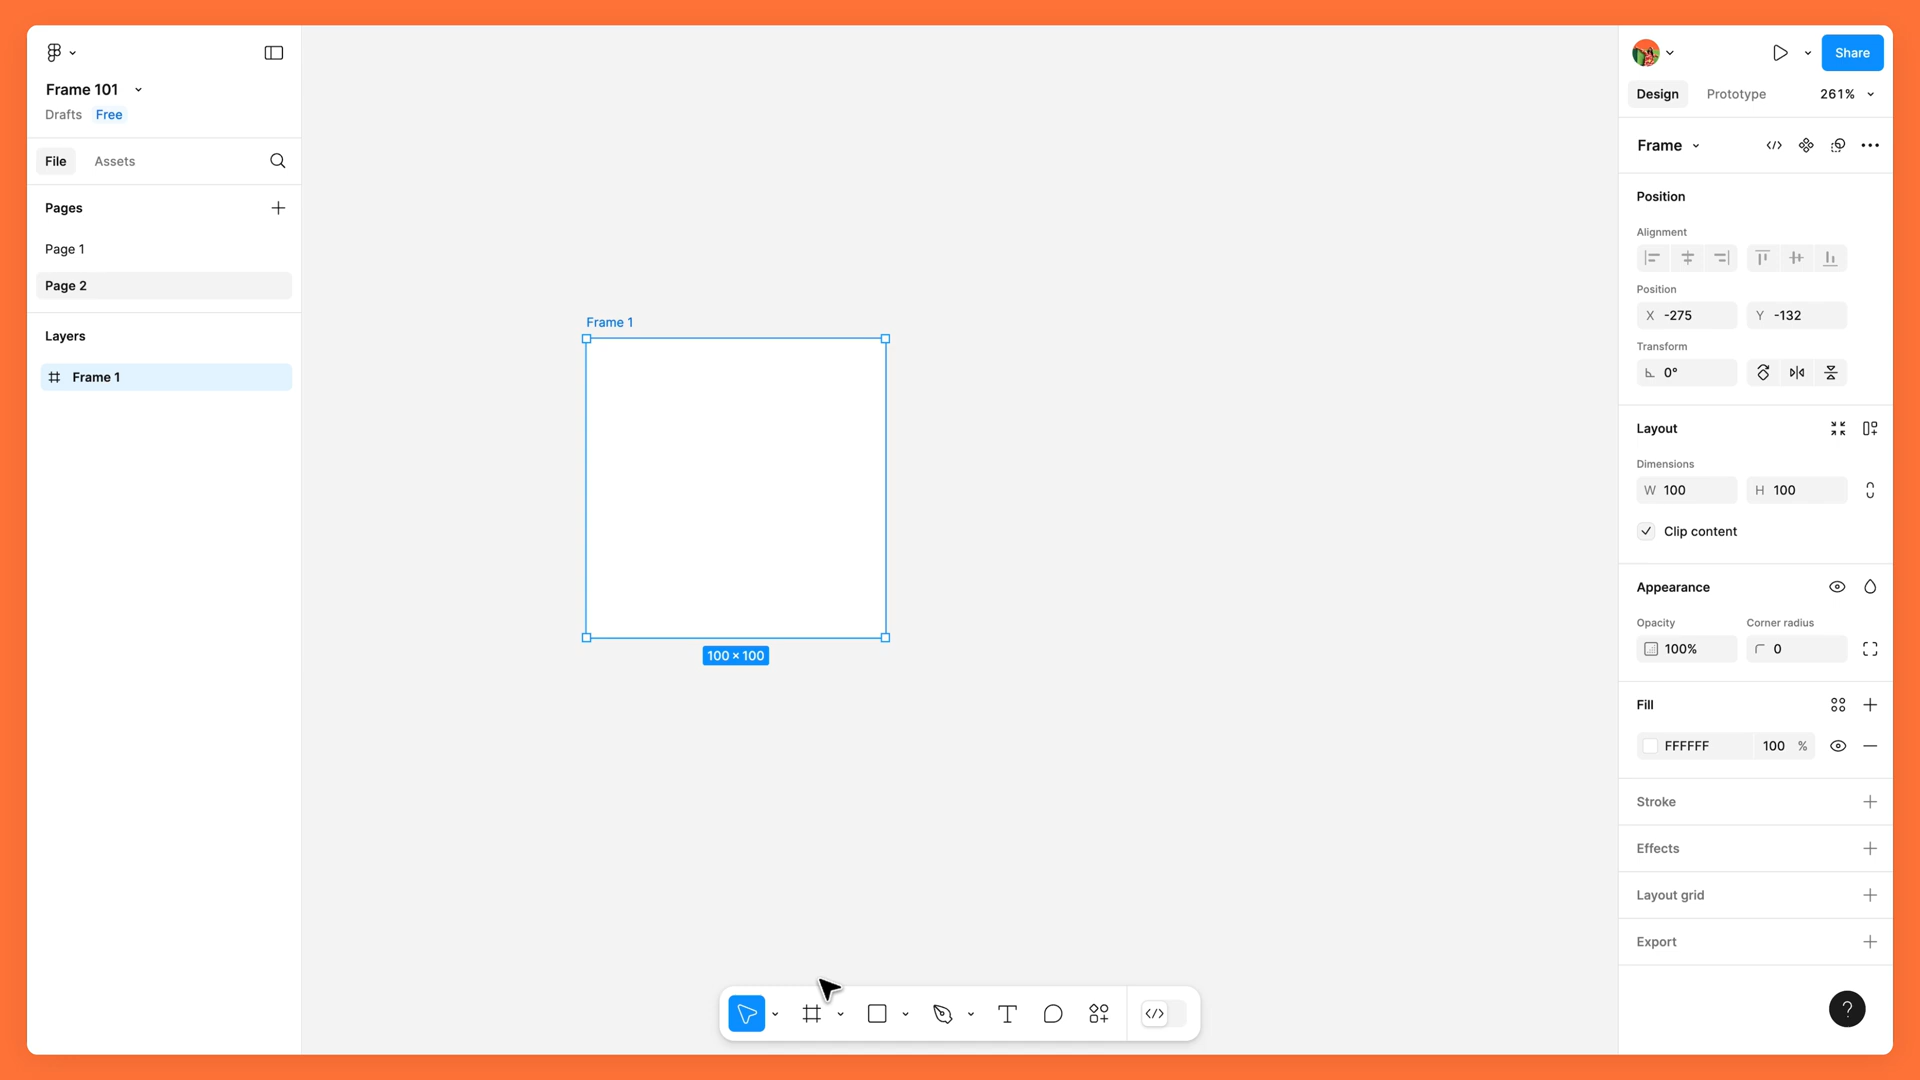 Frame 101
Drafts Free
File Assets
Pages
Page 1
Page 2
Layers
Frame 1
Frame 1
100 × 100
Share
Design Prototype 261%
Frame
Position
Alignment
Position
X -275 Y -132
Transform
0°
Layout
Dimensions
W 100 H 100
Clip content
Appearance
Opacity Corner radius
100% 0
Fill
FFFFFF 100 %
Stroke
Effects
Layout grid
Export
?